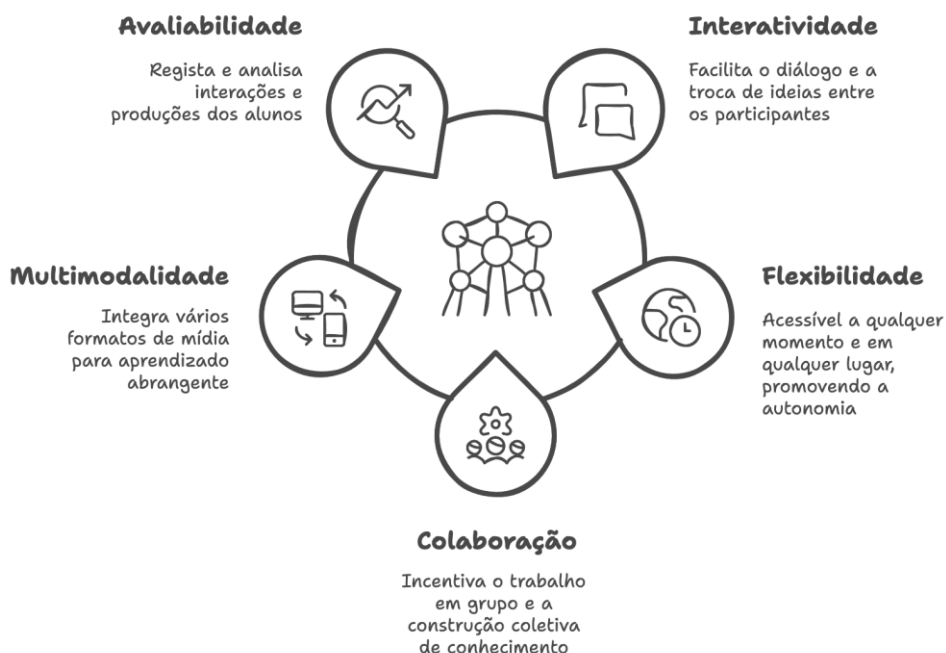 Avaliabilidade
Regista e analisa
interações e
produções dos alunos
Interatividade
Facilita o diálogo e a
troca de ideias entre
os participantes
Multimodalidade
Integra vários
formatos de mídia
para aprendizado
abrangente
Flexibilidade
Acessível a qualquer
momento e em
qualquer lugar,
promovendo a
autonomia
Colaboração
Incentiva o trabalho
em grupo e a
construção coletiva
de conhecimento